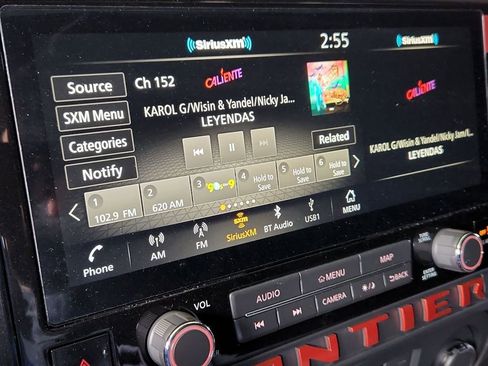 SiriusXM
2:55
SiriusXM
Source
Ch 152
CALIENTE
CALIENTE
SXM Menu
KAROL G/Wisin & Yandel/Nicky Ja...
LEYENDAS
KAROL G/Wisin & Yandel/Nicky Jam/L...
LEYENDAS
Categories
Related
Notify
1
102.9 FM
2
620 AM
3
4
Hold to
Save
5
Hold to
Save
6
Hold to
Save
Phone
AM
FM
sxm
SiriusXM
BT Audio
USB1
MENU
VOL
AUDIO
MENU
MAP
CAMERA
BACK
TUNE
SCROLL
ENTER
SETTING
NTIER